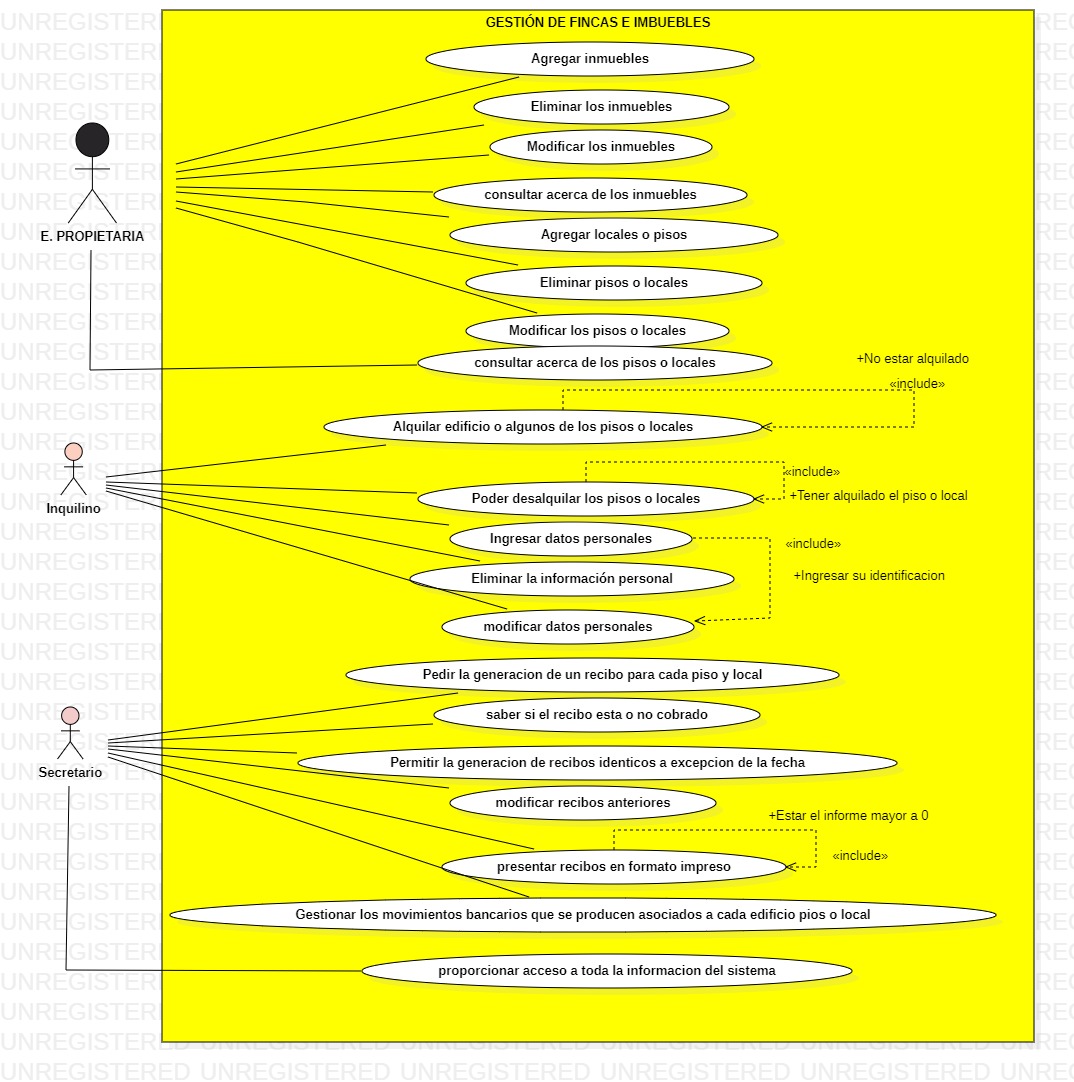 GESTIÓN DE FINCAS E IMBUEBLES
Agregar inmuebles
Eliminar los inmuebles
Modificar los inmuebles
consultar acerca de los inmuebles
Agregar locales o pisos
E. PROPIETARIA
Eliminar pisos o locales
Modificar los pisos o locales
consultar acerca de los pisos o locales
+No estar alquilado
«include»
Alquilar edificio o algunos de los pisos o locales
«include»
Poder desalquilar los pisos o locales
+Tener alquilado el piso o local
Inquilino
Ingresar datos personales
«include»
Eliminar la información personal
+Ingresar su identificacion
modificar datos personales
Pedir la generacion de un recibo para cada piso y local
saber si el recibo esta o no cobrado
Permitir la generacion de recibos identicos a excepcion de la fecha
Secretario
modificar recibos anteriores
+Estar el informe mayor a 0
«include»
presentar recibos en formato impreso
Gestionar los movimientos bancarios que se producen asociados a cada edificio pios o local
proporcionar acceso a toda la informacion del sistema
UNREGISTERED UNREGISTERED UNREGISTERED UNREGISTERED UNREGISTERED